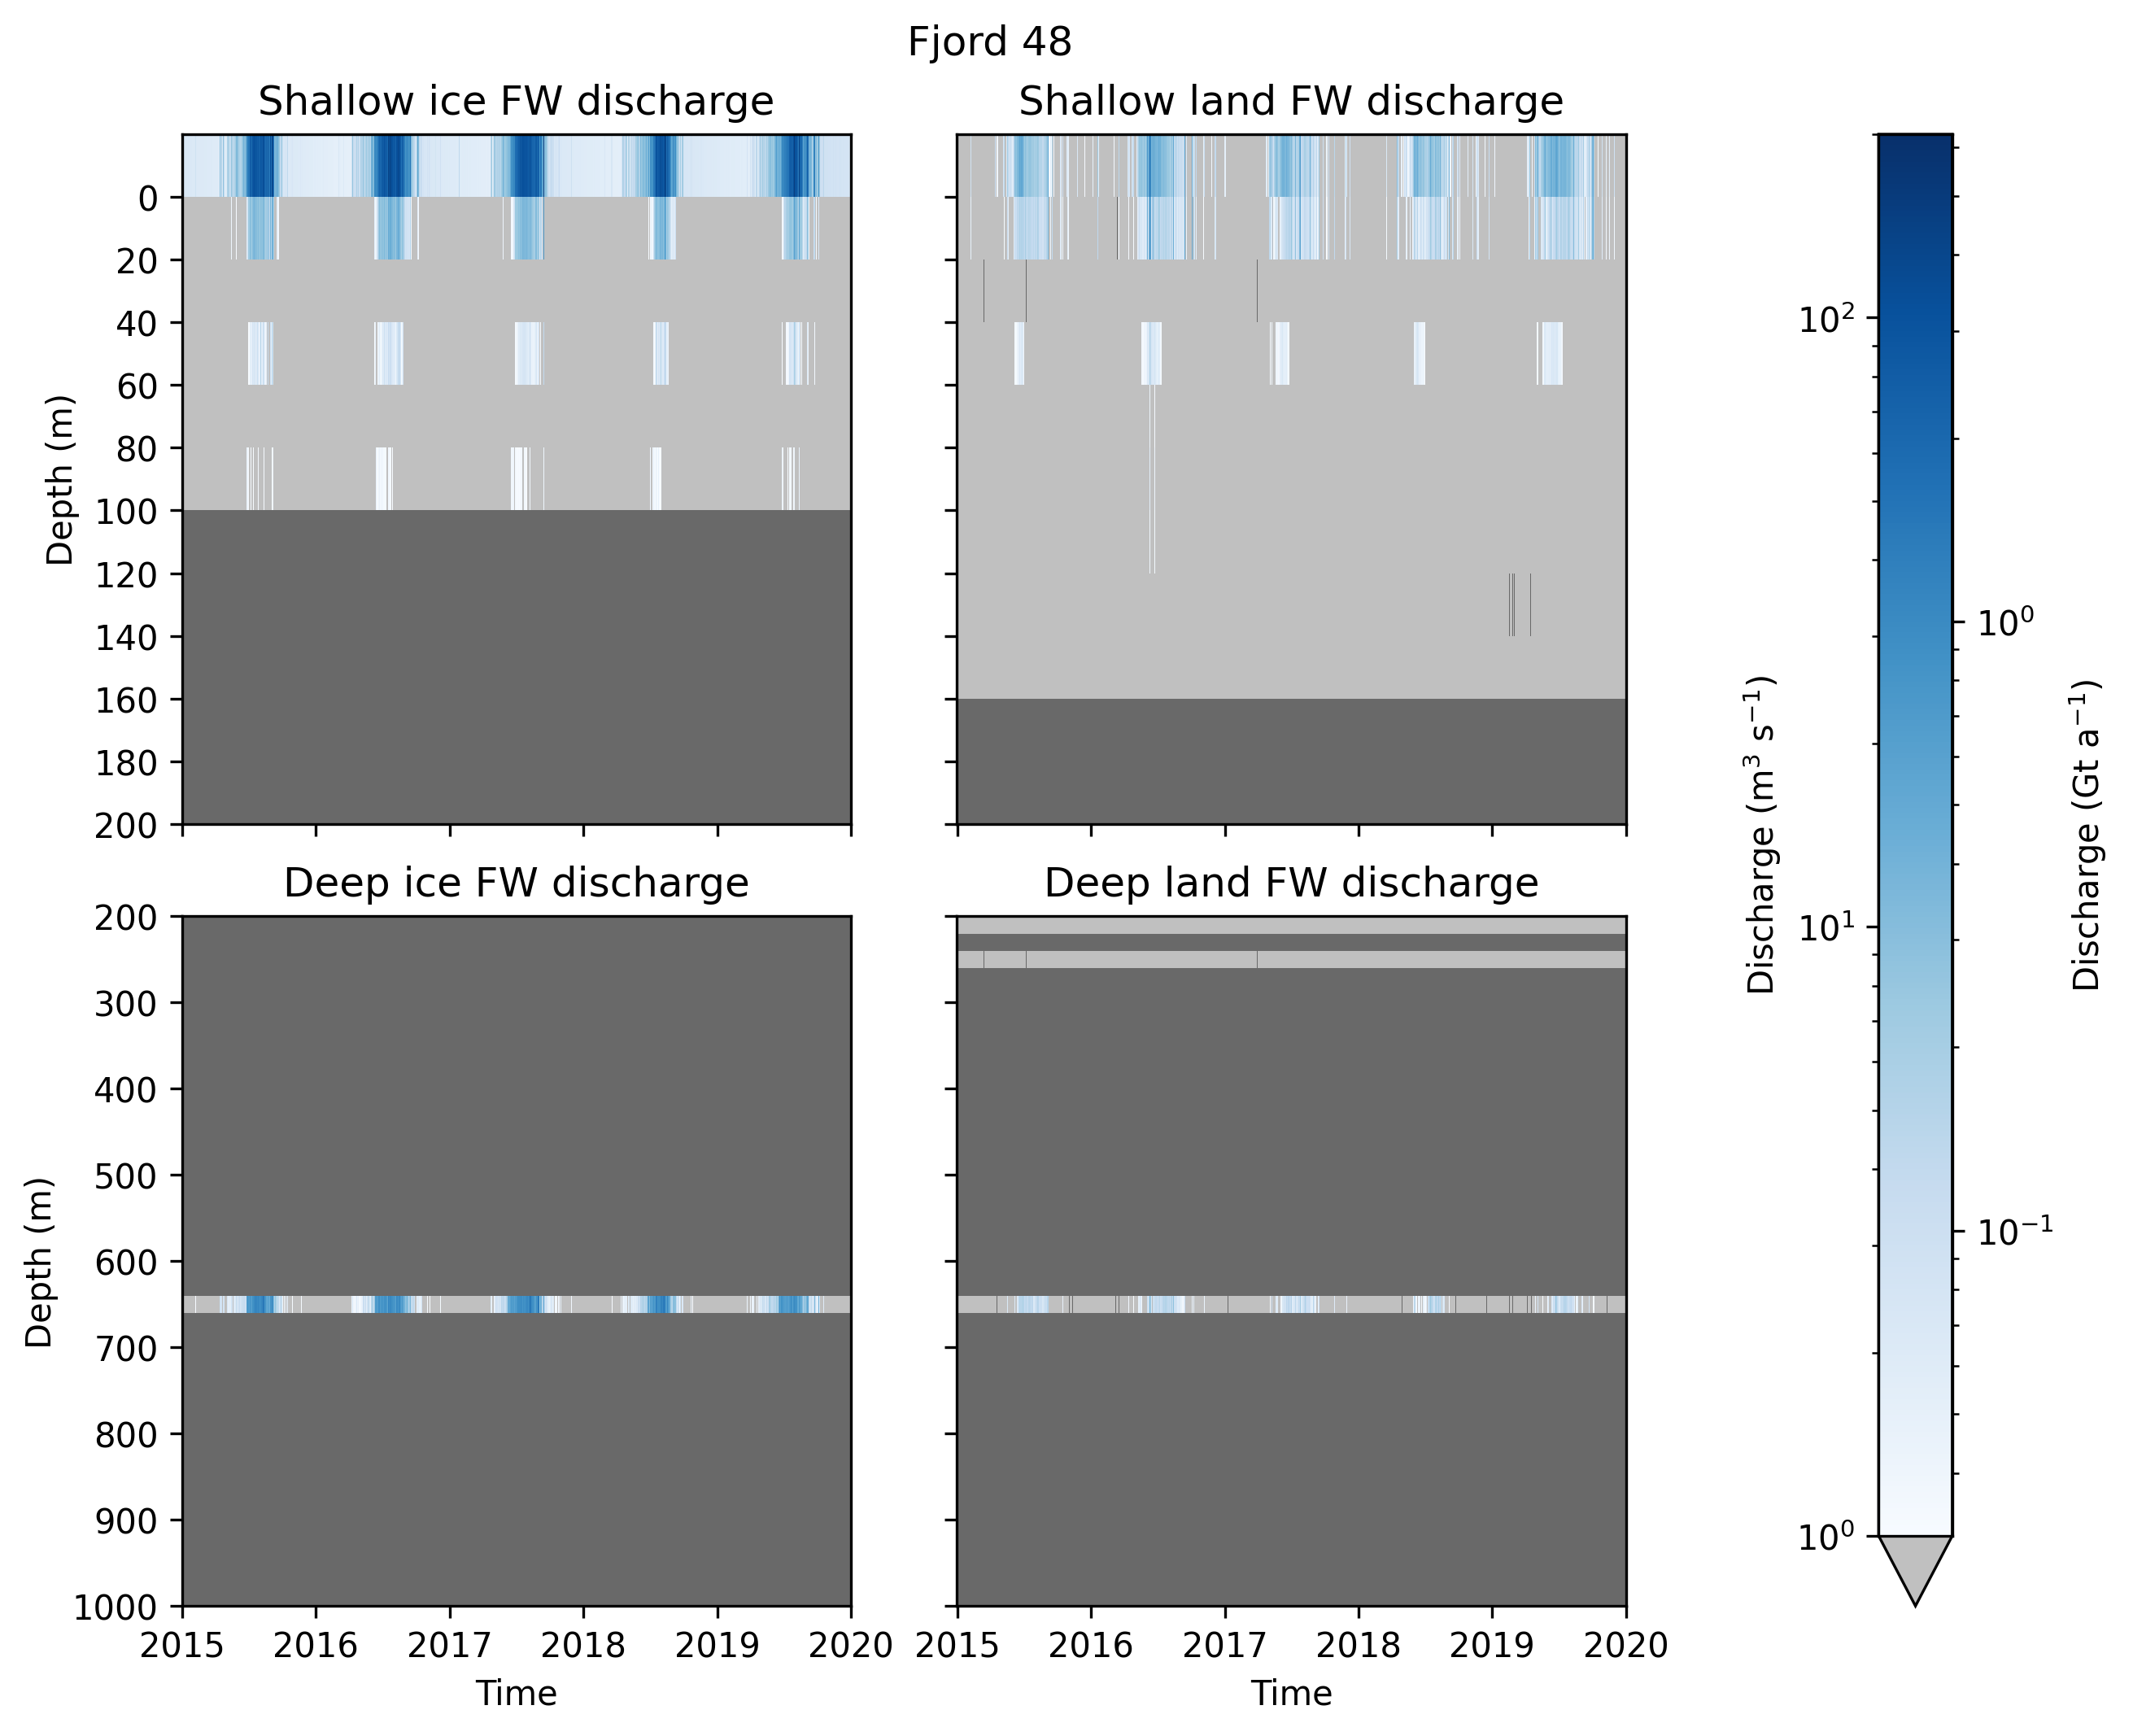 Fjord 48
Shallow ice FW discharge
Shallow land FW discharge
0
20
40
60
80
100
120
140
160
180
200
Depth (m)
Deep ice FW discharge
Deep land FW discharge
200
300
400
500
600
700
800
900
1000
Depth (m)
2015 2016 2017 2018 2019 2020
2015 2016 2017 2018 2019 2020
Time
Time
10²
10¹
10⁰
Discharge (m³ s⁻¹)
10⁰
10⁻¹
Discharge (Gt a⁻¹)